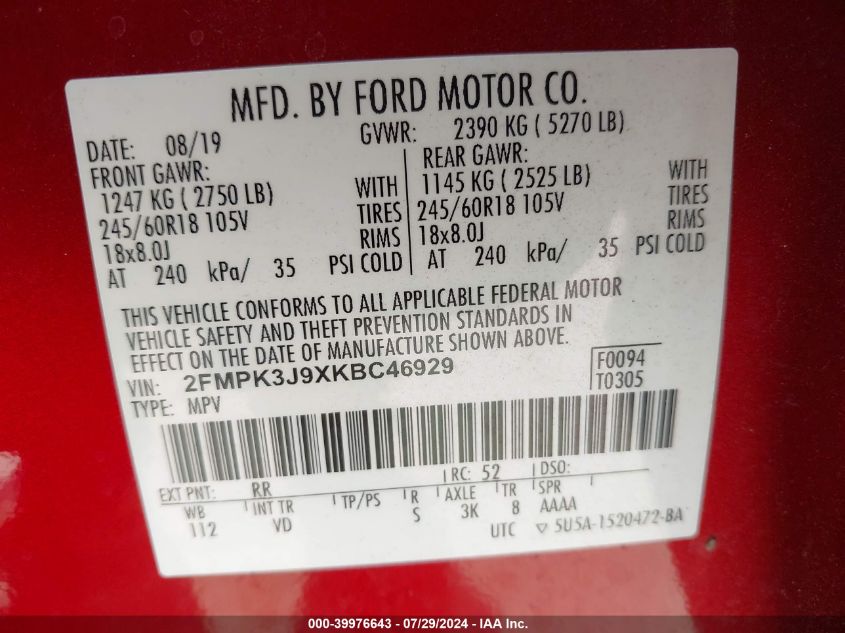 MFD. BY FORD MOTOR CO.
DATE: 08/19 GVWR: 2390 KG ( 5270 LB)
FRONT GAWR: REAR GAWR:
1247 KG ( 2750 LB) WITH 1145 KG ( 2525 LB) WITH
245/60R18 105V TIRES 245/60R18 105V TIRES
18x8.0J RIMS 18x8.0J RIMS
AT 240 kPa/ 35 PSI COLD AT 240 kPa/ 35 PSI COLD
THIS VEHICLE CONFORMS TO ALL APPLICABLE FEDERAL MOTOR
VEHICLE SAFETY AND THEFT PREVENTION STANDARDS IN
EFFECT ON THE DATE OF MANUFACTURE SHOWN ABOVE.
VIN: 2FMPK3J9XKBC46929 F0094
TYPE: MPV T0305
EXT PNT: RR RC: 52 DSO:
WB INT TR TP/PS R AXLE TR SPR
112 VD S 3K 8 AAAA
UTC ▽ 5U5A-1520472-BA
000-39976643 - 07/29/2024 - IAA Inc.